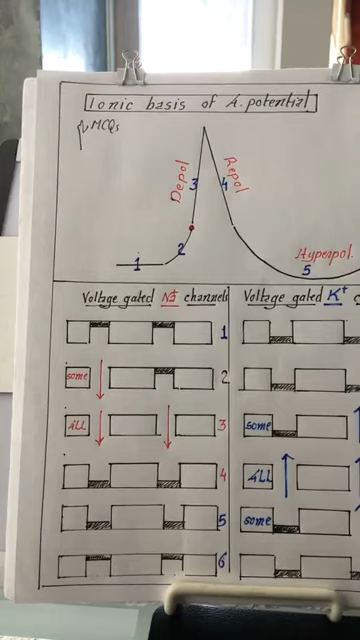 Ionic basis of A. potential
MCQs
Depol
Repol
3
4
2
1
Hyperpol.
5
Voltage gated Na+ channels
Voltage gated K+
1
some
2
ALL
3
some
4
ALL
5
some
6